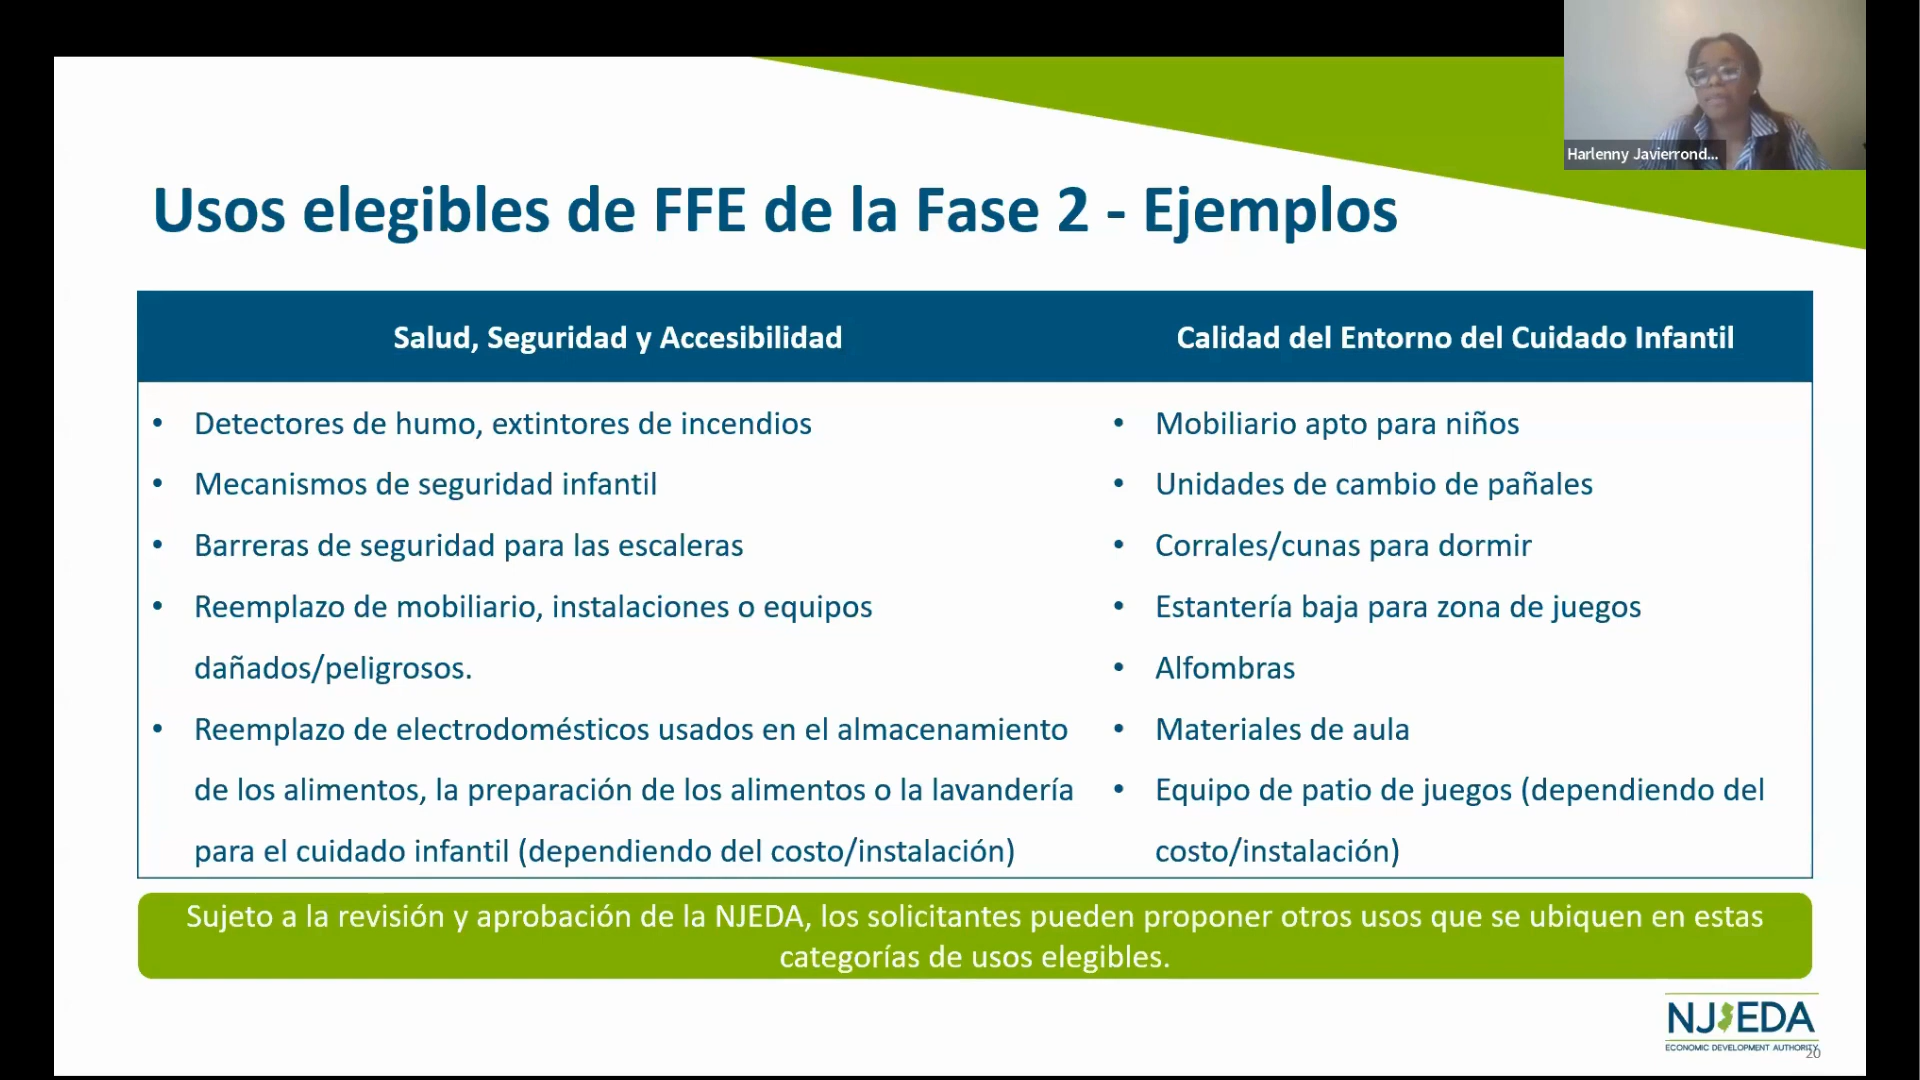 Harlenny Javierrond...
Usos elegibles de FFE de la Fase 2 - Ejemplos
Salud, Seguridad y Accesibilidad
• Detectores de humo, extintores de incendios
• Mecanismos de seguridad infantil
• Barreras de seguridad para las escaleras
• Reemplazo de mobiliario, instalaciones o equipos
dañados/peligrosos.
• Reemplazo de electrodomésticos usados en el almacenamiento
de los alimentos, la preparación de los alimentos o la lavandería
para el cuidado infantil (dependiendo del costo/instalación)
Calidad del Entorno del Cuidado Infantil
• Mobiliario apto para niños
• Unidades de cambio de pañales
• Corrales/cunas para dormir
• Estantería baja para zona de juegos
• Alfombras
• Materiales de aula
• Equipo de patio de juegos (dependiendo del
costo/instalación)
Sujeto a la revisión y aprobación de la NJEDA, los solicitantes pueden proponer otros usos que se ubiquen en estas
categorías de usos elegibles.
NJEDA
ECONOMIC DEVELOPMENT AUTHORITY
20